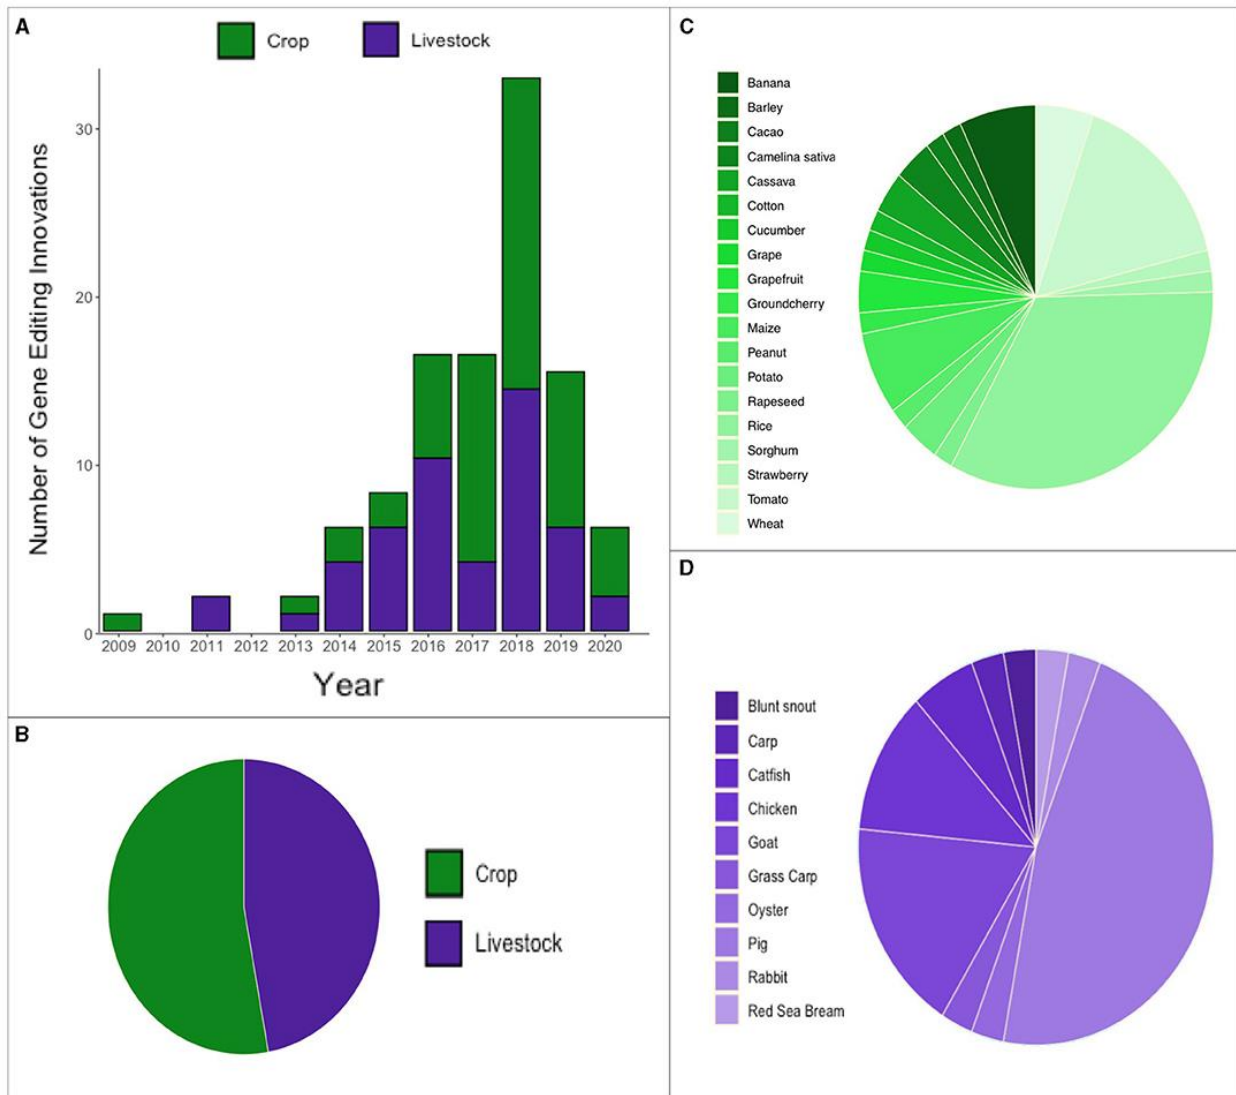 A
Crop
Livestock
Number of Gene Editing Innovations
30
20
10
0
2009 2010 2011 2012 2013 2014 2015 2016 2017 2018 2019 2020
Year
B
Crop
Livestock
C
Banana
Barley
Cacao
Camelina sativa
Cassava
Cotton
Cucumber
Grape
Grapefruit
Groundcherry
Maize
Peanut
Potato
Rapeseed
Rice
Sorghum
Strawberry
Tomato
Wheat
D
Blunt snout
Carp
Catfish
Chicken
Goat
Grass Carp
Oyster
Pig
Rabbit
Red Sea Bream